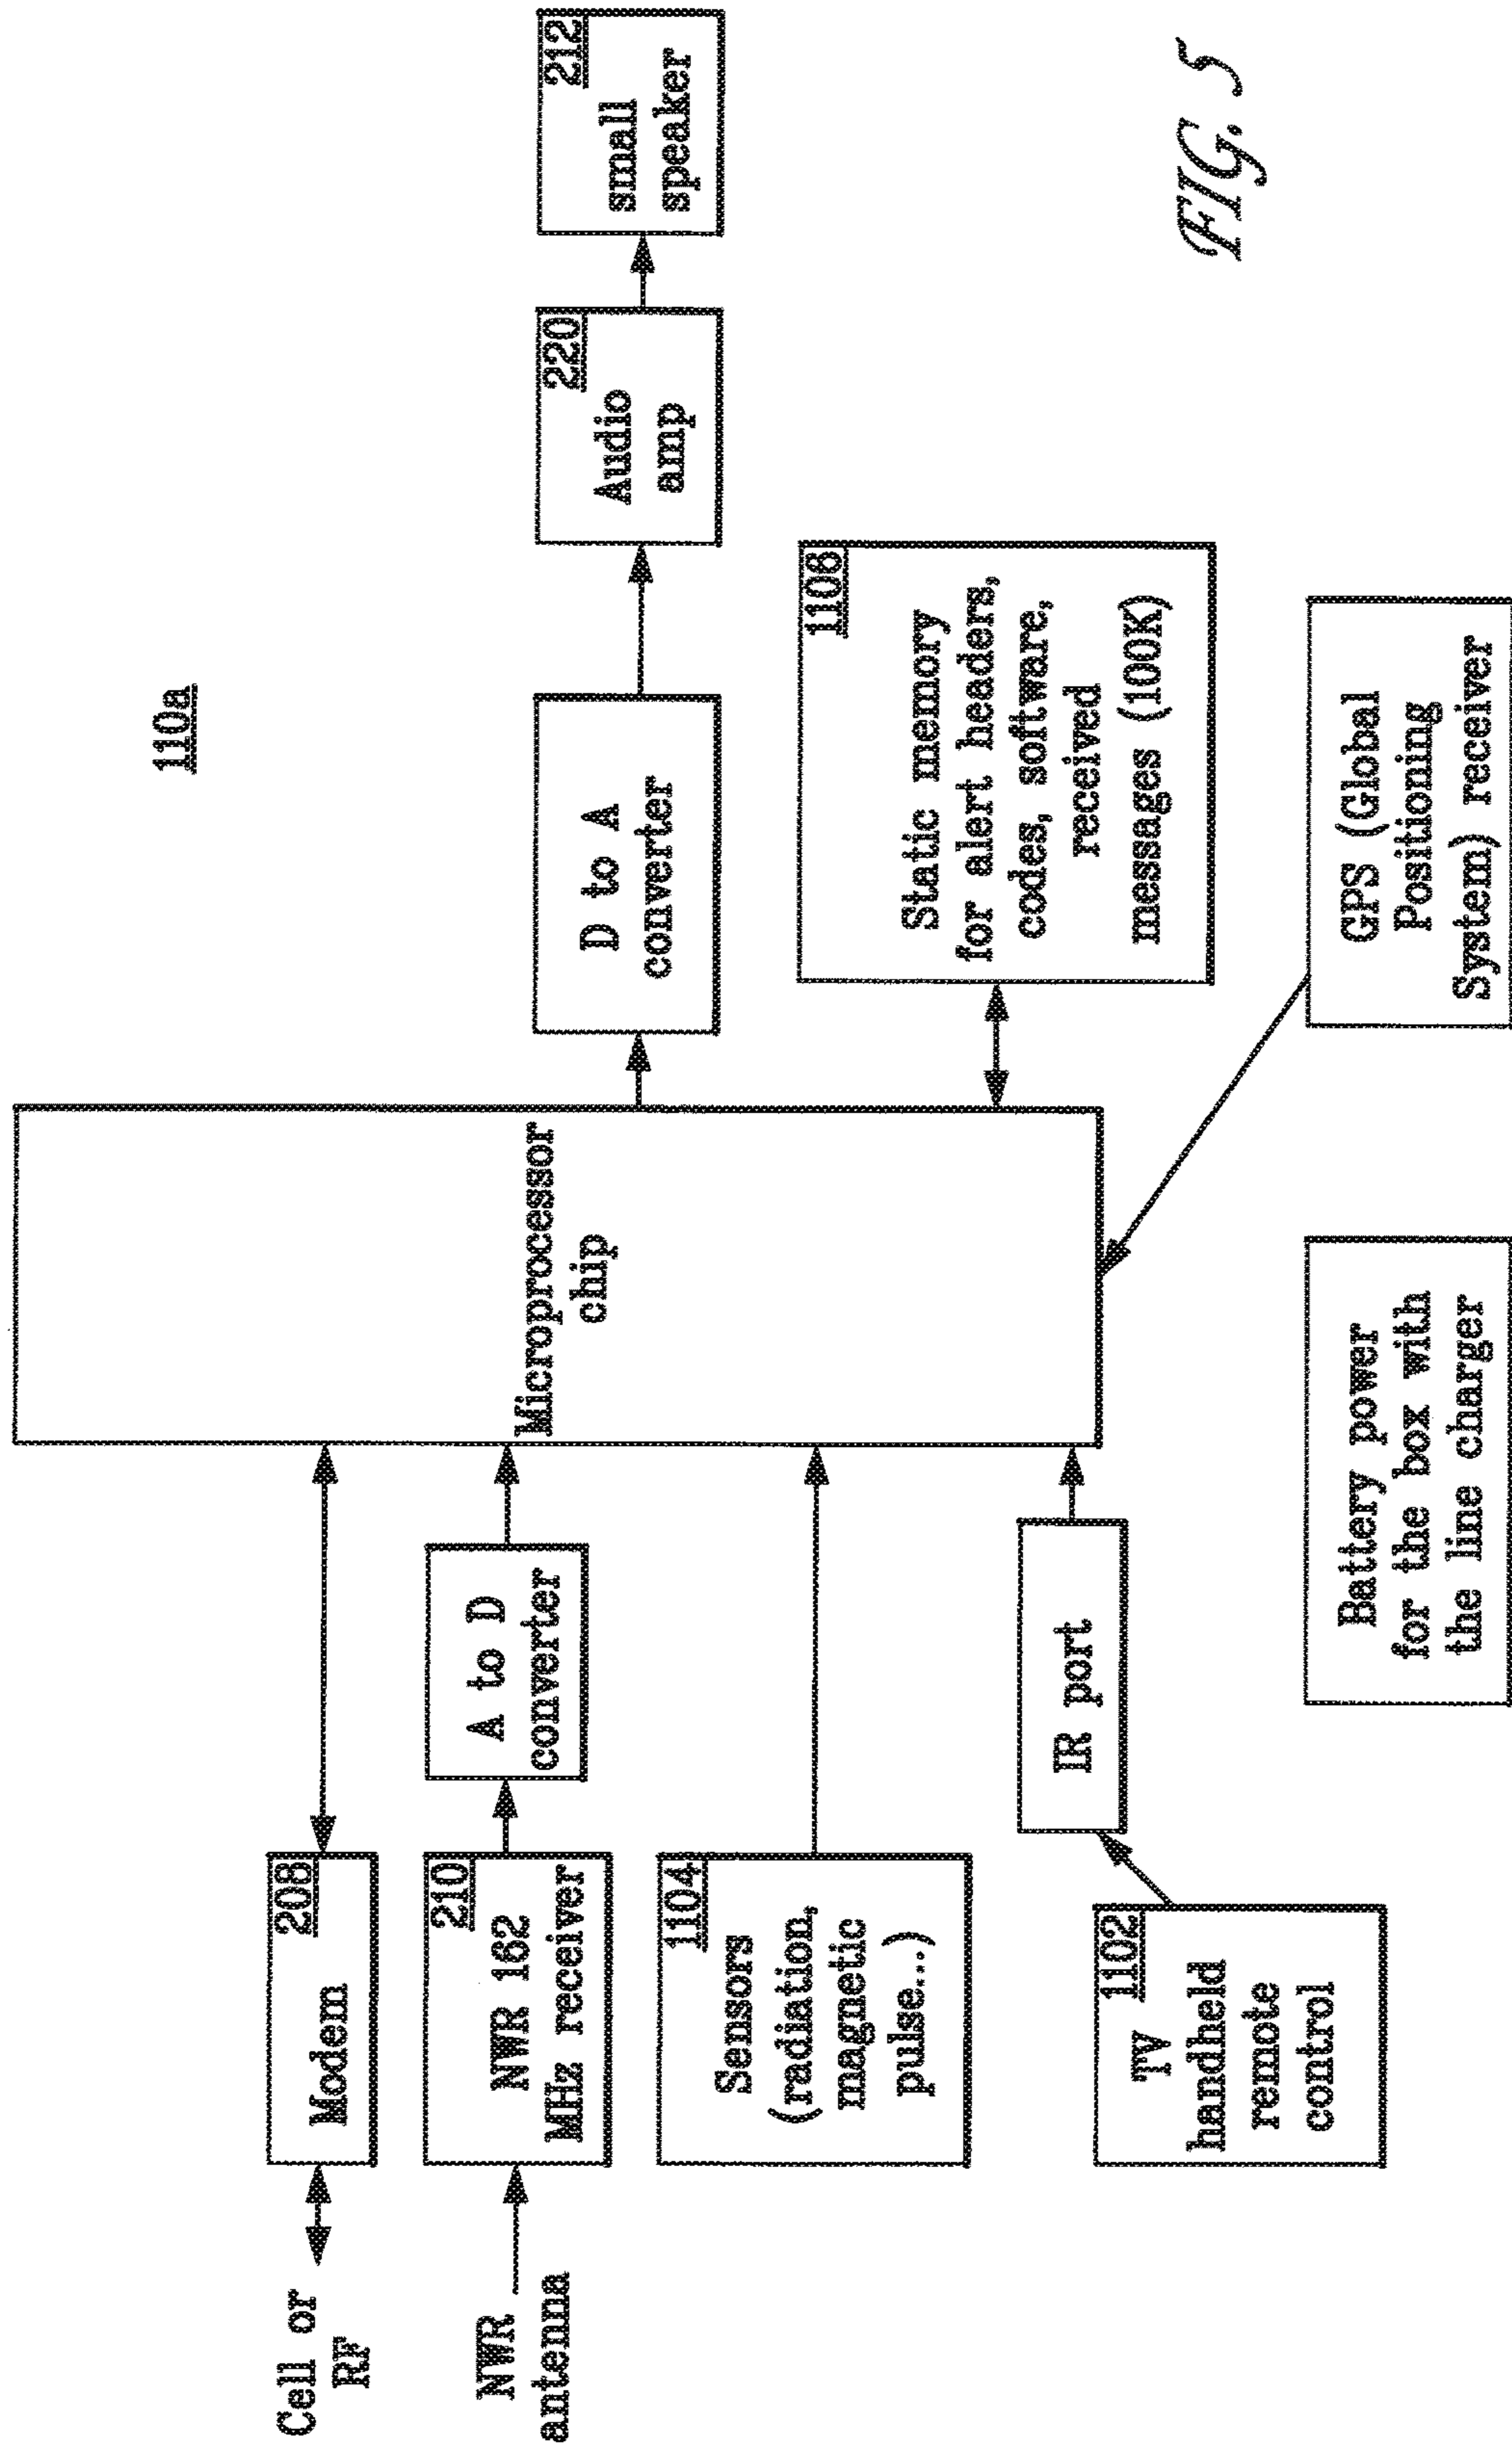 110a
Cell or
RF
208
Modem
NWR
antenna
210
NWR 162
MHz receiver
A to D
converter
1104
Sensors
(radiation,
magnetic
pulse...)
1102
TV
handheld
remote
control
IR port
Microprocessor
chip
D to A
converter
220
Audio
amp
212
small
speaker
1106
Static memory
for alert headers,
codes, software,
received
messages (100K)
Battery power
for the box with
the line charger
GPS (Global
Positioning
System) receiver
FIG. 5